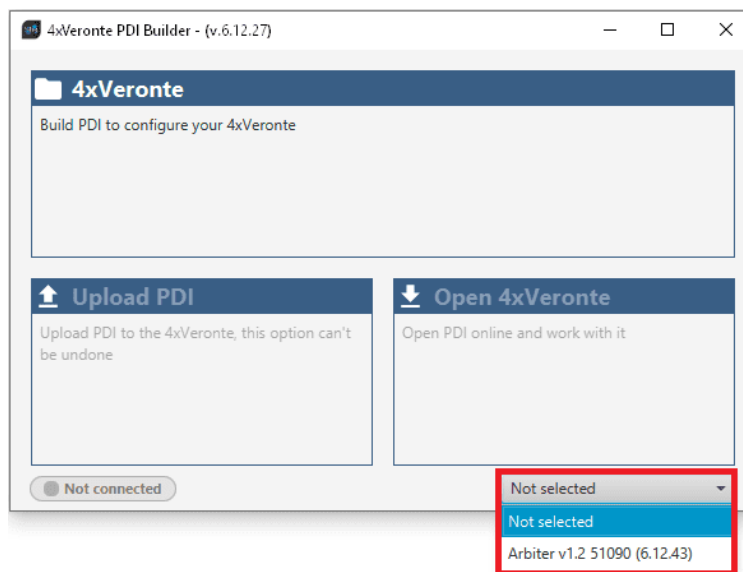 4xVeronte PDI Builder - (v.6.12.27)
4xVeronte
Build PDI to configure your 4xVeronte
Upload PDI
Upload PDI to the 4xVeronte, this option can't
be undone
Open 4xVeronte
Open PDI online and work with it
Not connected
Not selected
Not selected
Arbiter v1.2 51090 (6.12.43)